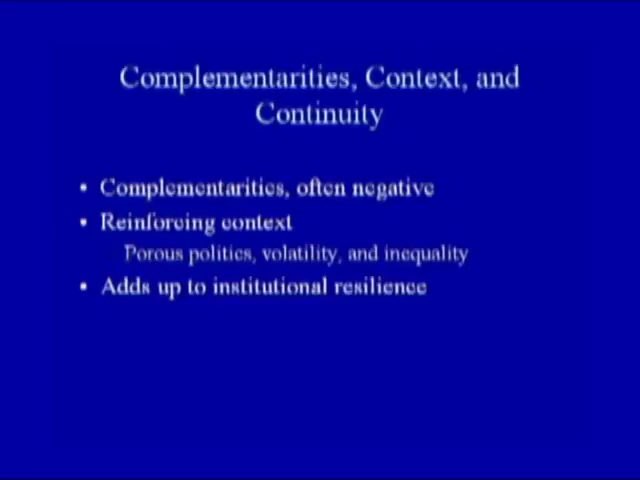 Complementarities, Context, and
Continuity
• Complementarities, often negative
• Reinforcing context
– Porous politics, volatility, and inequality
• Adds up to institutional resilience